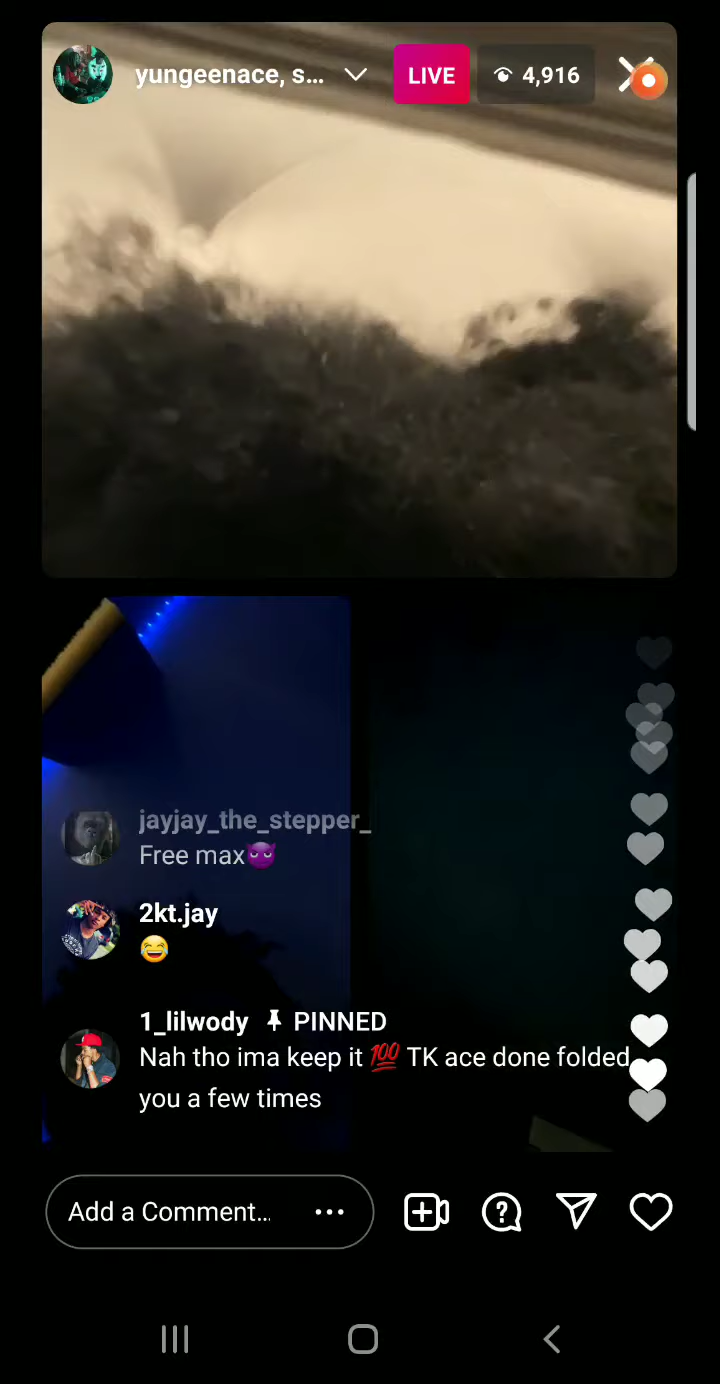 yungeenace, s...
LIVE
4,916
jayjay_the_stepper_
Free max😈
2kt.jay
😂
1_lilwody PINNED
Nah tho ima keep it 💯 TK ace done folded
you a few times
Add a Comment...